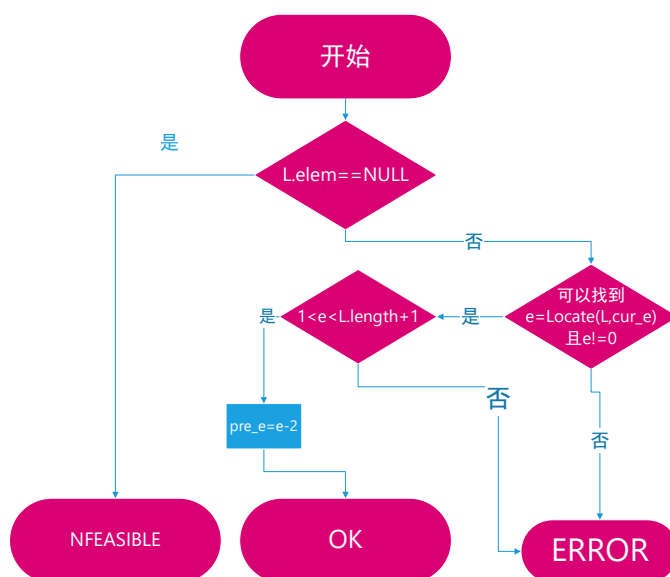 开始
是
L.elem==NULL
否
可以找到
e=Locate(L,cur_e)
且e!=0
是
1<e<L.length+1
是
否
pre_e=e-2
否
NFEASIBLE
OK
ERROR